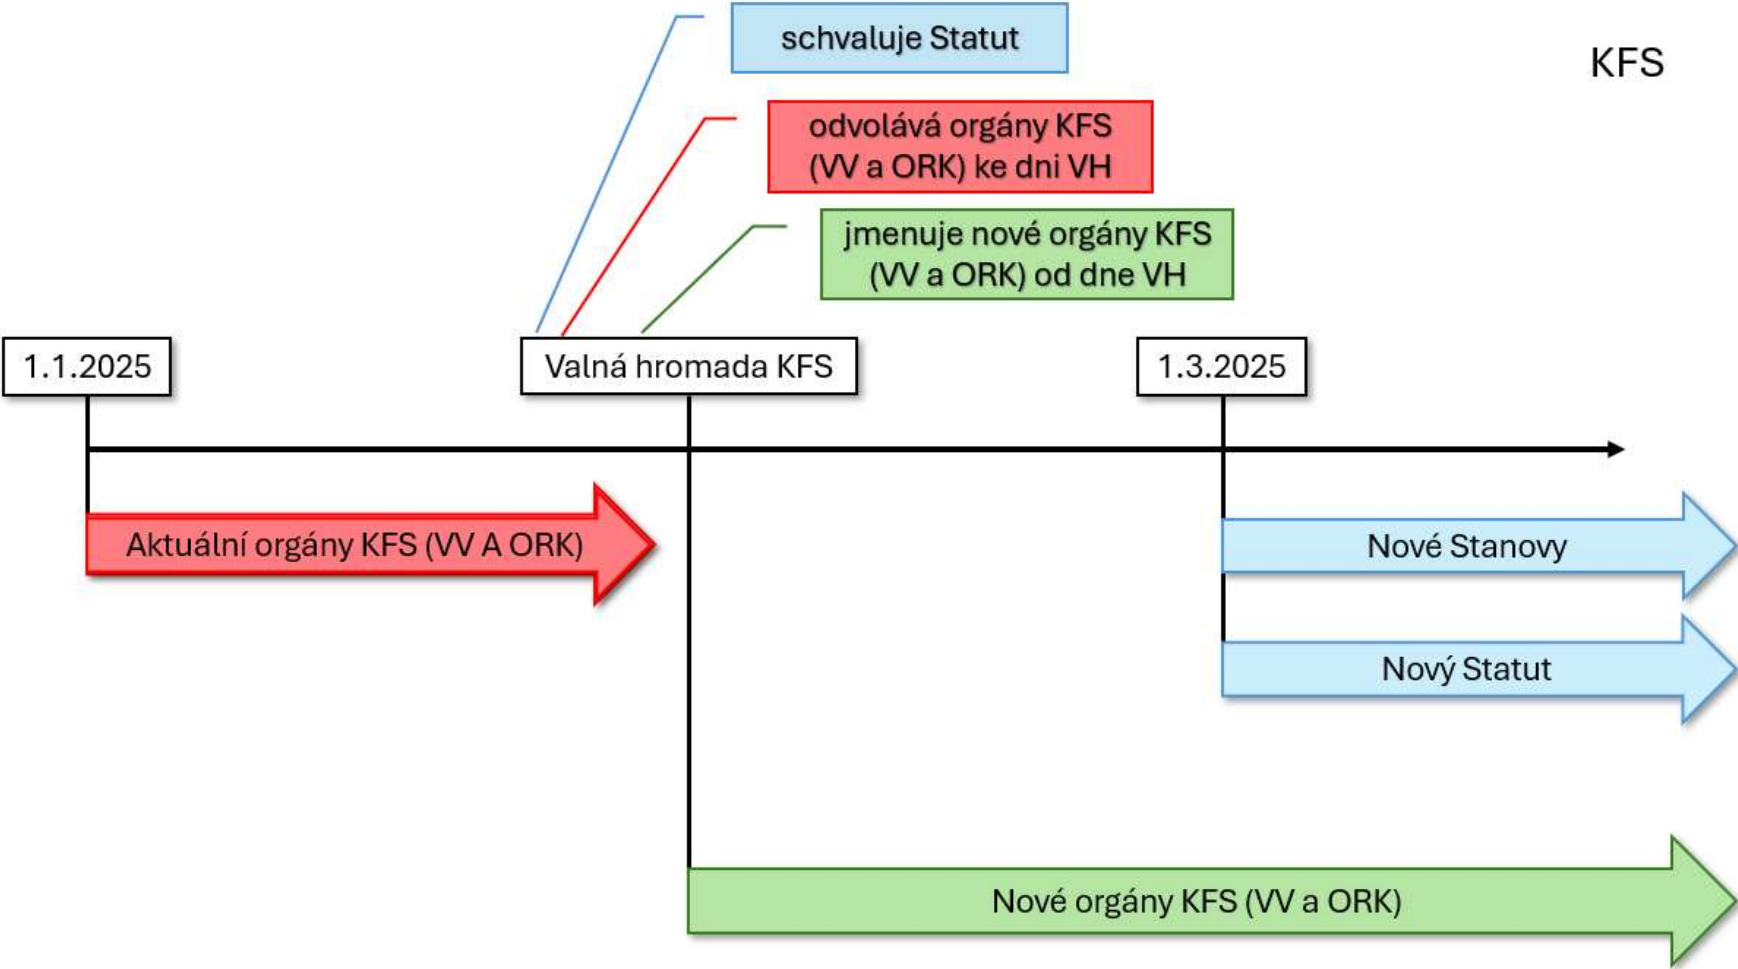 schvaluje Statut
KFS
odvolává orgány KFS
(VV a ORK) ke dni VH
jmenuje nové orgány KFS
(VV a ORK) od dne VH
1.1.2025
Valná hromada KFS
1.3.2025
Aktuální orgány KFS (VV A ORK)
Nové Stanovy
Nový Statut
Nové orgány KFS (VV a ORK)